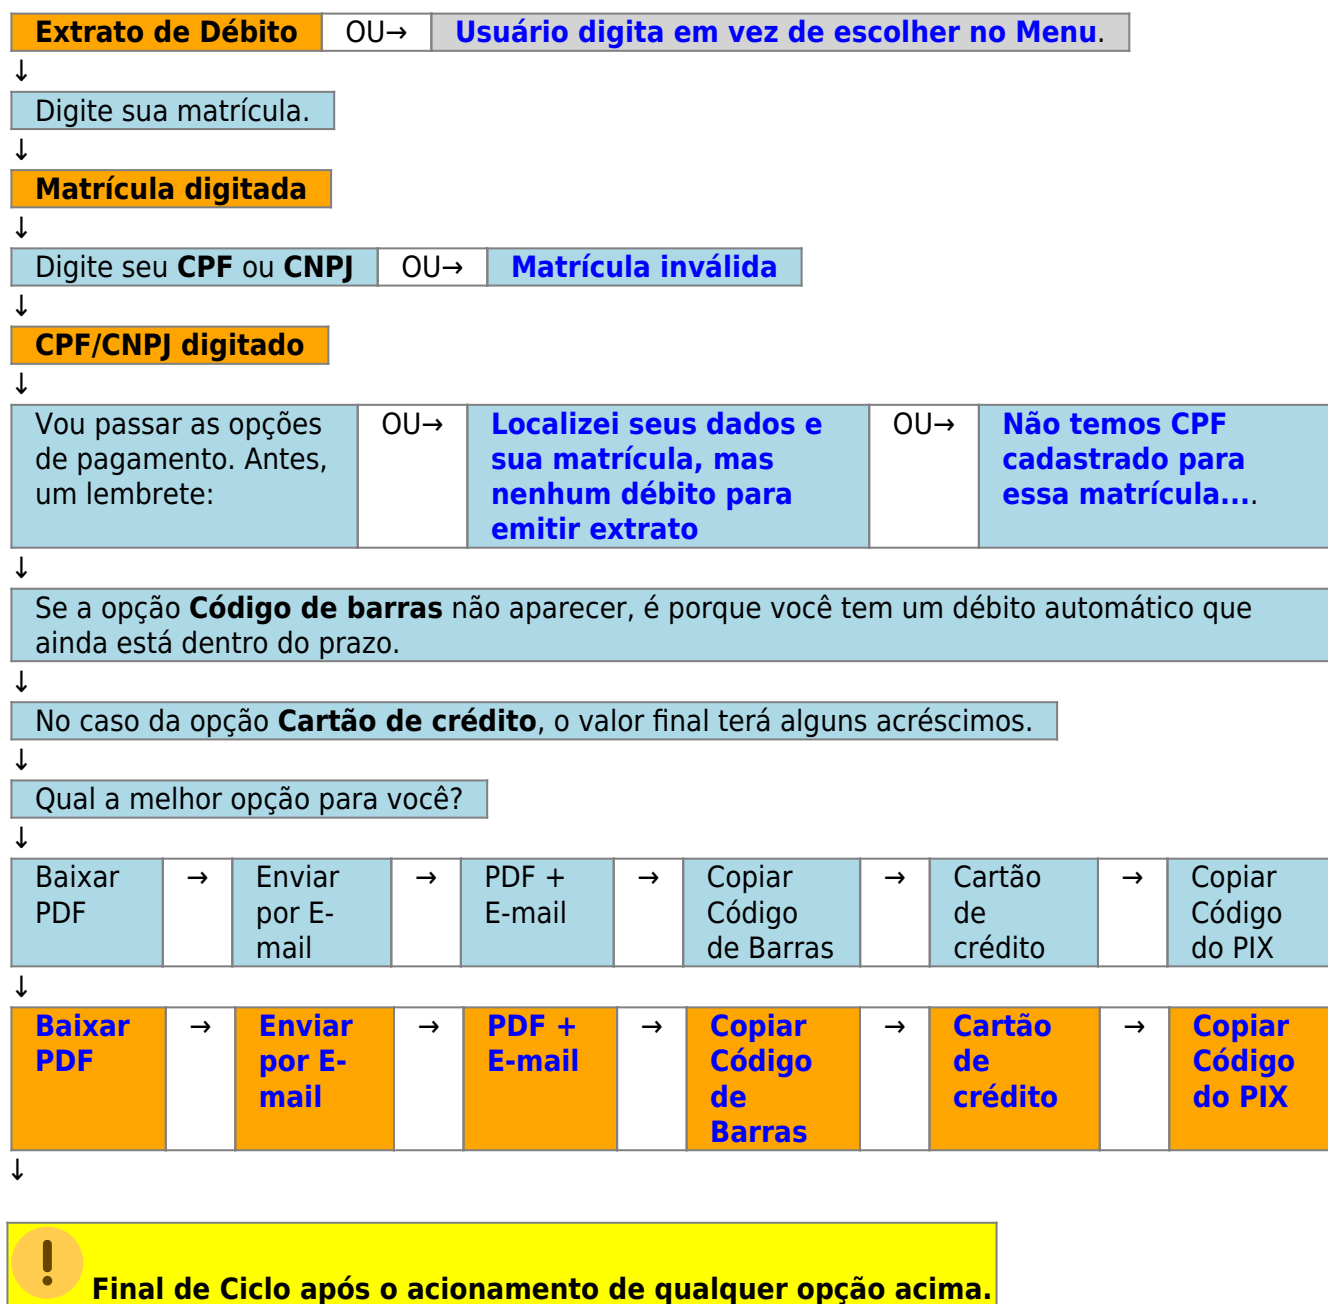 Extrato de Débito OU→ Usuário digita em vez de escolher no Menu.
↓
Digite sua matrícula.
↓
Matrícula digitada
↓
Digite seu CPF ou CNPJ OU→ Matrícula inválida
↓
CPF/CNPJ digitado
↓
Vou passar as opções
de pagamento. Antes,
um lembrete:
OU→
Localizei seus dados e
sua matrícula, mas
nenhum débito para
emitir extrato
OU→
Não temos CPF
cadastrado para
essa matrícula....
↓
Se a opção Código de barras não aparecer, é porque você tem um débito automático que
ainda está dentro do prazo.
↓
No caso da opção Cartão de crédito, o valor final terá alguns acréscimos.
↓
Qual a melhor opção para você?
↓
Baixar
PDF
→
Enviar
por E-
mail
→
PDF +
E-mail
→
Copiar
Código
de Barras
→
Cartão
de
crédito
→
Copiar
Código
do PIX
↓
Baixar
PDF
→
Enviar
por E-
mail
→
PDF +
E-mail
→
Copiar
Código
de
Barras
→
Cartão
de
crédito
→
Copiar
Código
do PIX
↓
! Final de Ciclo após o acionamento de qualquer opção acima.